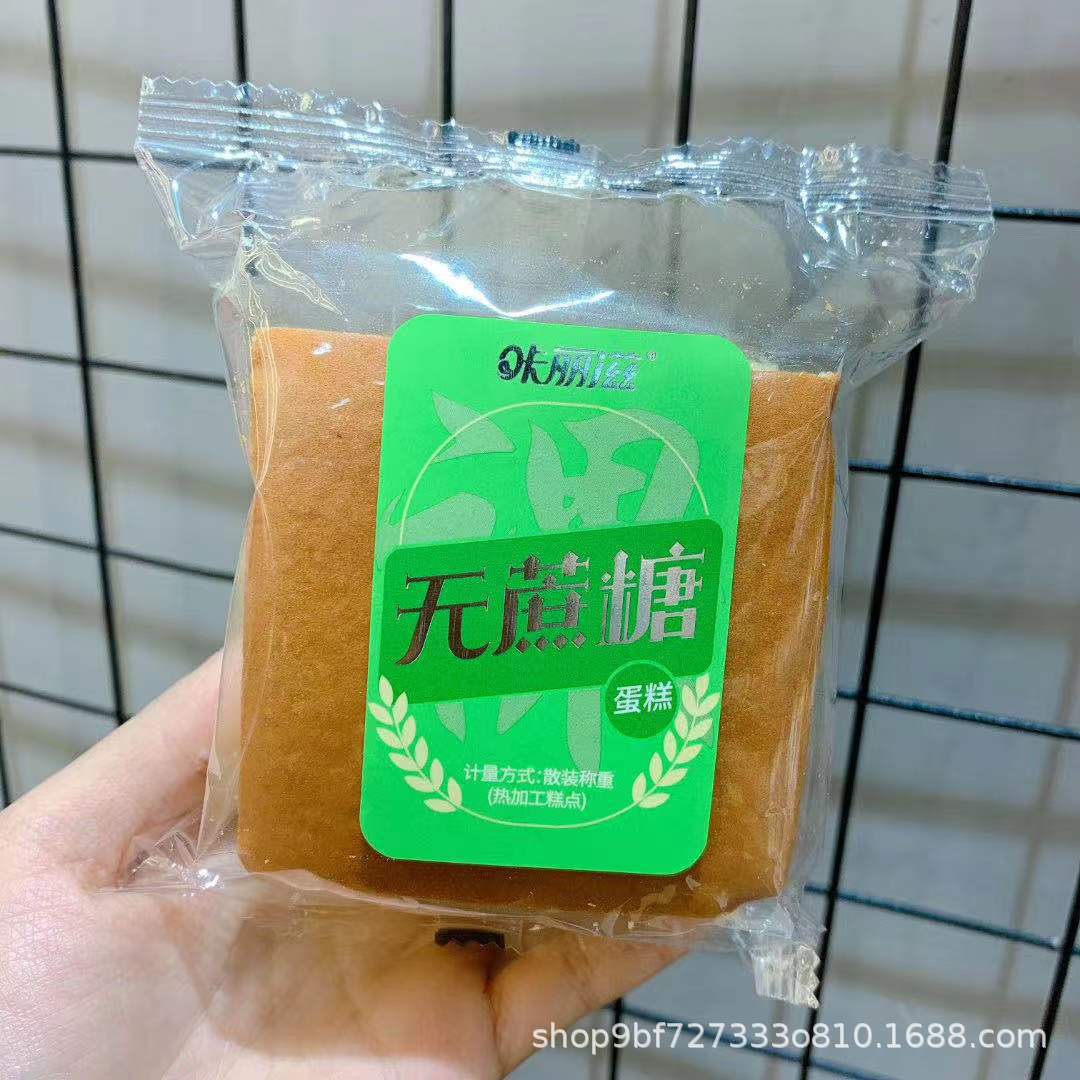 咔丽滋®
无蔗糖
蛋糕
计量方式:散装称重
(热加工糕点)
shop9bf727333o810.1688.com